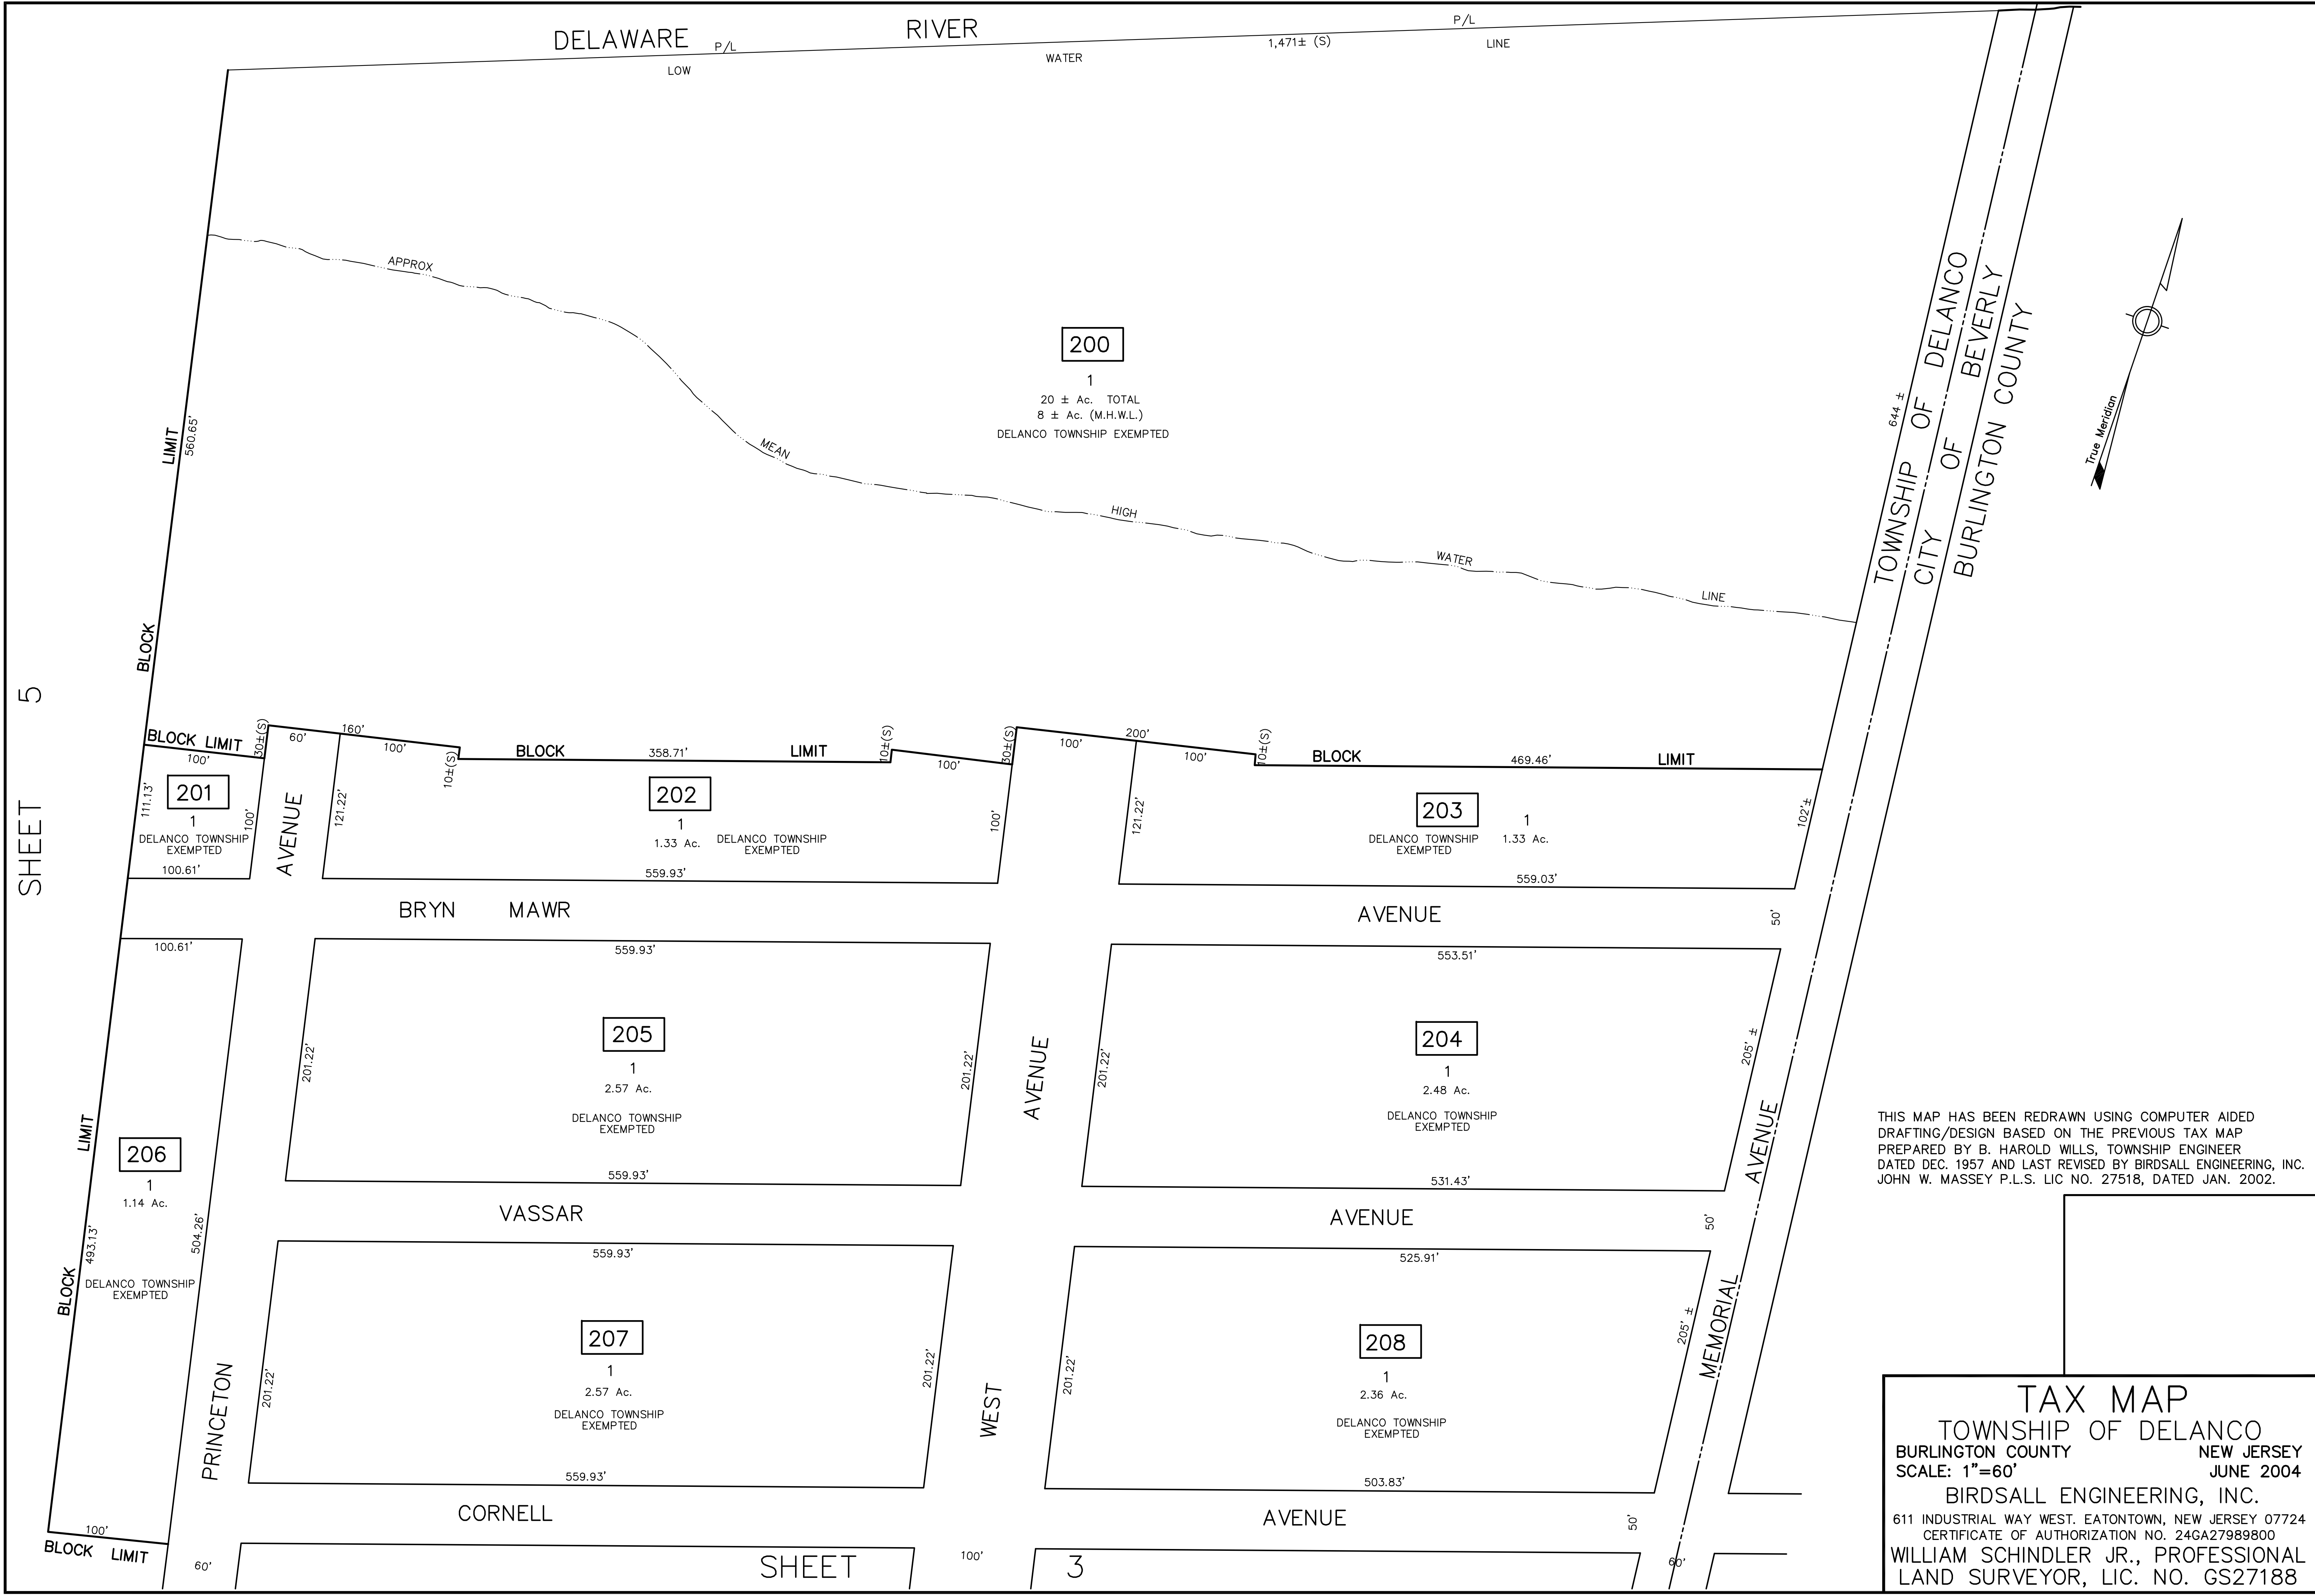 DELAWARE RIVER
P/L P/L
LOW WATER 1,471± (S) LINE
LIMIT
560.65'
BLOCK
APPROX
MEAN
HIGH
WATER
LINE
200
1
20 ± Ac. TOTAL
8 ± Ac. (M.H.W.L.)
DELANCO TOWNSHIP EXEMPTED
644 ±
TOWNSHIP OF DELANCO
CITY OF BEVERLY
BURLINGTON COUNTY
True Meridian
SHEET 5
BLOCK LIMIT
100'
30±(S)
60'
160'
100'
10±(S)
BLOCK 358.71' LIMIT
10±(S)
100'
30±(S)
100'
200'
100'
10±(S)
BLOCK 469.46' LIMIT
111.13'
201
1
DELANCO TOWNSHIP
EXEMPTED
100'
100.61'
AVENUE
121.22'
202
1
1.33 Ac.
DELANCO TOWNSHIP
EXEMPTED
100'
559.93'
121.22'
203
1
1.33 Ac.
DELANCO TOWNSHIP
EXEMPTED
102'±
559.03'
BRYN MAWR AVENUE
50'
100.61'
559.93'
201.22'
205
1
2.57 Ac.
DELANCO TOWNSHIP
EXEMPTED
201.22'
559.93'
AVENUE
553.51'
201.22'
204
1
2.48 Ac.
DELANCO TOWNSHIP
EXEMPTED
205' ±
531.43'
LIMIT
206
1
1.14 Ac.
493.13'
504.26'
BLOCK
DELANCO TOWNSHIP
EXEMPTED
VASSAR AVENUE
50'
AVENUE
559.93'
201.22'
207
1
2.57 Ac.
DELANCO TOWNSHIP
EXEMPTED
201.22'
559.93'
525.91'
201.22'
208
1
2.36 Ac.
DELANCO TOWNSHIP
EXEMPTED
205' ±
503.83'
PRINCETON
WEST
MEMORIAL
CORNELL AVENUE
50'
100'
BLOCK LIMIT
60'
100'
60'
SHEET 3
THIS MAP HAS BEEN REDRAWN USING COMPUTER AIDED
DRAFTING/DESIGN BASED ON THE PREVIOUS TAX MAP
PREPARED BY B. HAROLD WILLS, TOWNSHIP ENGINEER
DATED DEC. 1957 AND LAST REVISED BY BIRDSALL ENGINEERING, INC.
JOHN W. MASSEY P.L.S. LIC NO. 27518, DATED JAN. 2002.
TAX MAP
TOWNSHIP OF DELANCO
BURLINGTON COUNTY NEW JERSEY
SCALE: 1"=60' JUNE 2004
BIRDSALL ENGINEERING, INC.
611 INDUSTRIAL WAY WEST. EATONTOWN, NEW JERSEY 07724
CERTIFICATE OF AUTHORIZATION NO. 24GA27989800
WILLIAM SCHINDLER JR., PROFESSIONAL
LAND SURVEYOR, LIC. NO. GS27188